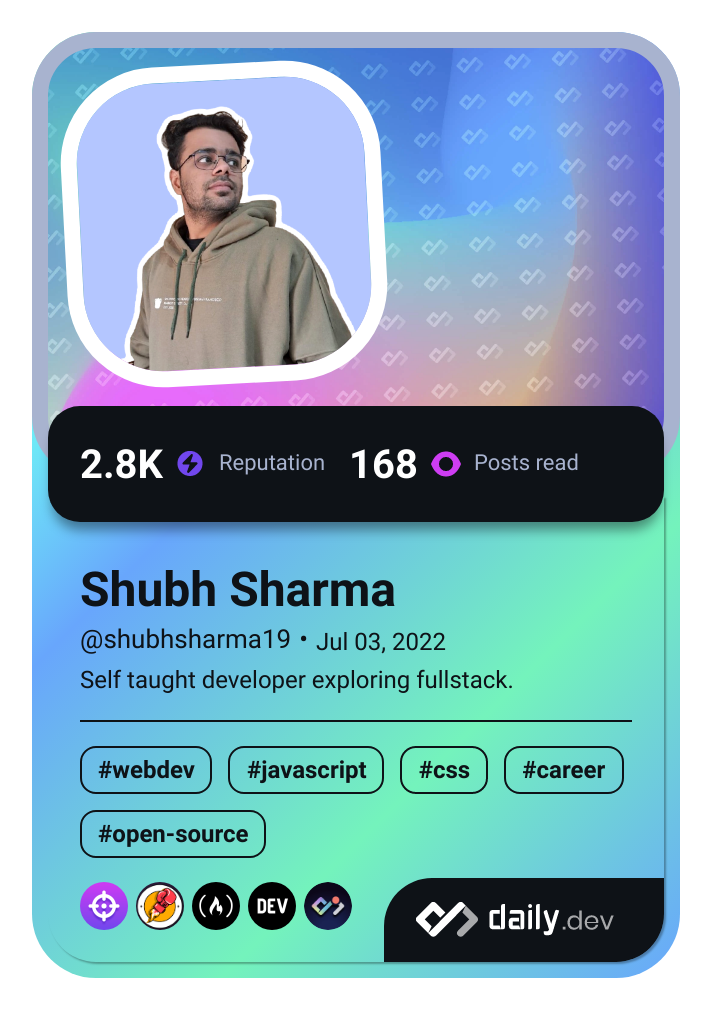 2.8K Reputation 168 Posts read
Shubh Sharma
@shubhsharma19 • Jul 03, 2022
Self taught developer exploring fullstack.
#webdev #javascript #css #career
#open-source
DEV daily.dev